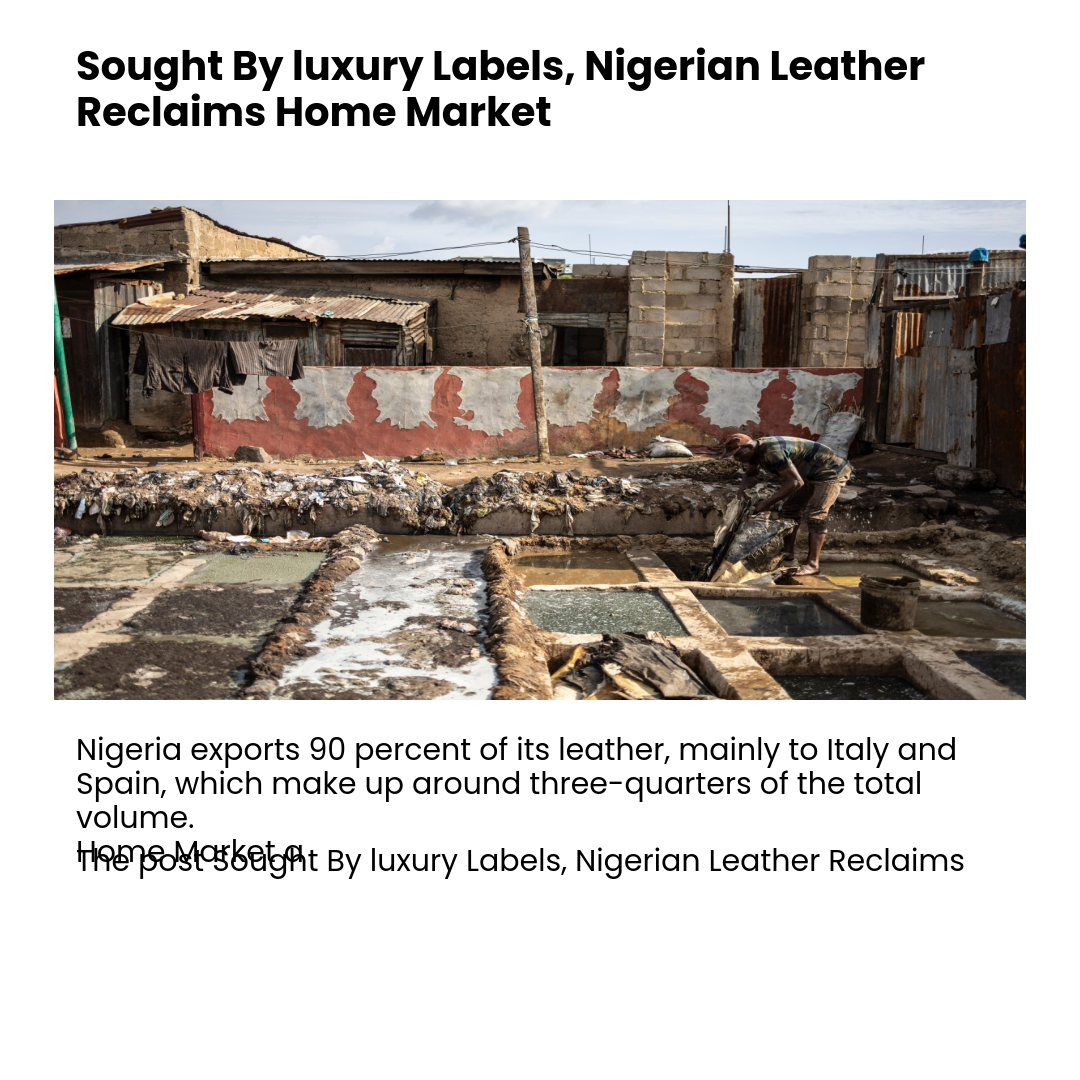 Sought By luxury Labels, Nigerian Leather
Reclaims Home Market
Nigeria exports 90 percent of its leather, mainly to Italy and
Spain, which make up around three-quarters of the total
volume.
The post Sought By luxury Labels, Nigerian Leather Reclaims
Home Market a